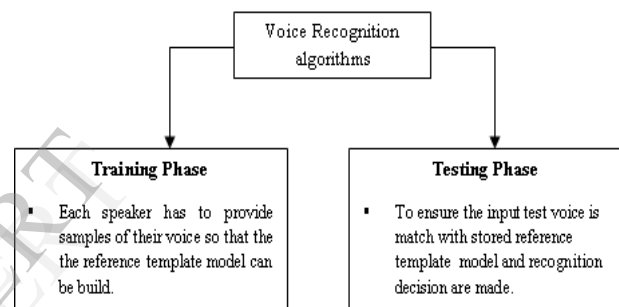 Voice Recognition
algorithms
Training Phase
▪ Each speaker has to provide
samples of their voice so that the
the reference template model can
be build.
Testing Phase
▪ To ensure the input test voice is
match with stored reference
template model and recognition
decision are made.
ERT